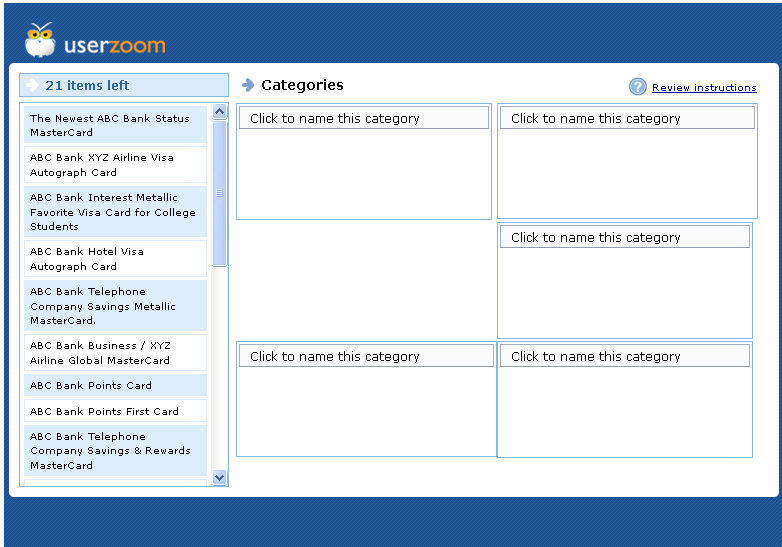 userzoom
21 items left
Categories
Review instructions
The Newest ABC Bank Status
MasterCard
ABC Bank XYZ Airline Visa
Autograph Card
ABC Bank Interest Metallic
Favorite Visa Card for College
Students
ABC Bank Hotel Visa
Autograph Card
ABC Bank Telephone
Company Savings Metallic
MasterCard.
ABC Bank Business / XYZ
Airline Global MasterCard
ABC Bank Points Card
ABC Bank Points First Card
ABC Bank Telephone
Company Savings & Rewards
MasterCard
Click to name this category
Click to name this category
Click to name this category
Click to name this category
Click to name this category